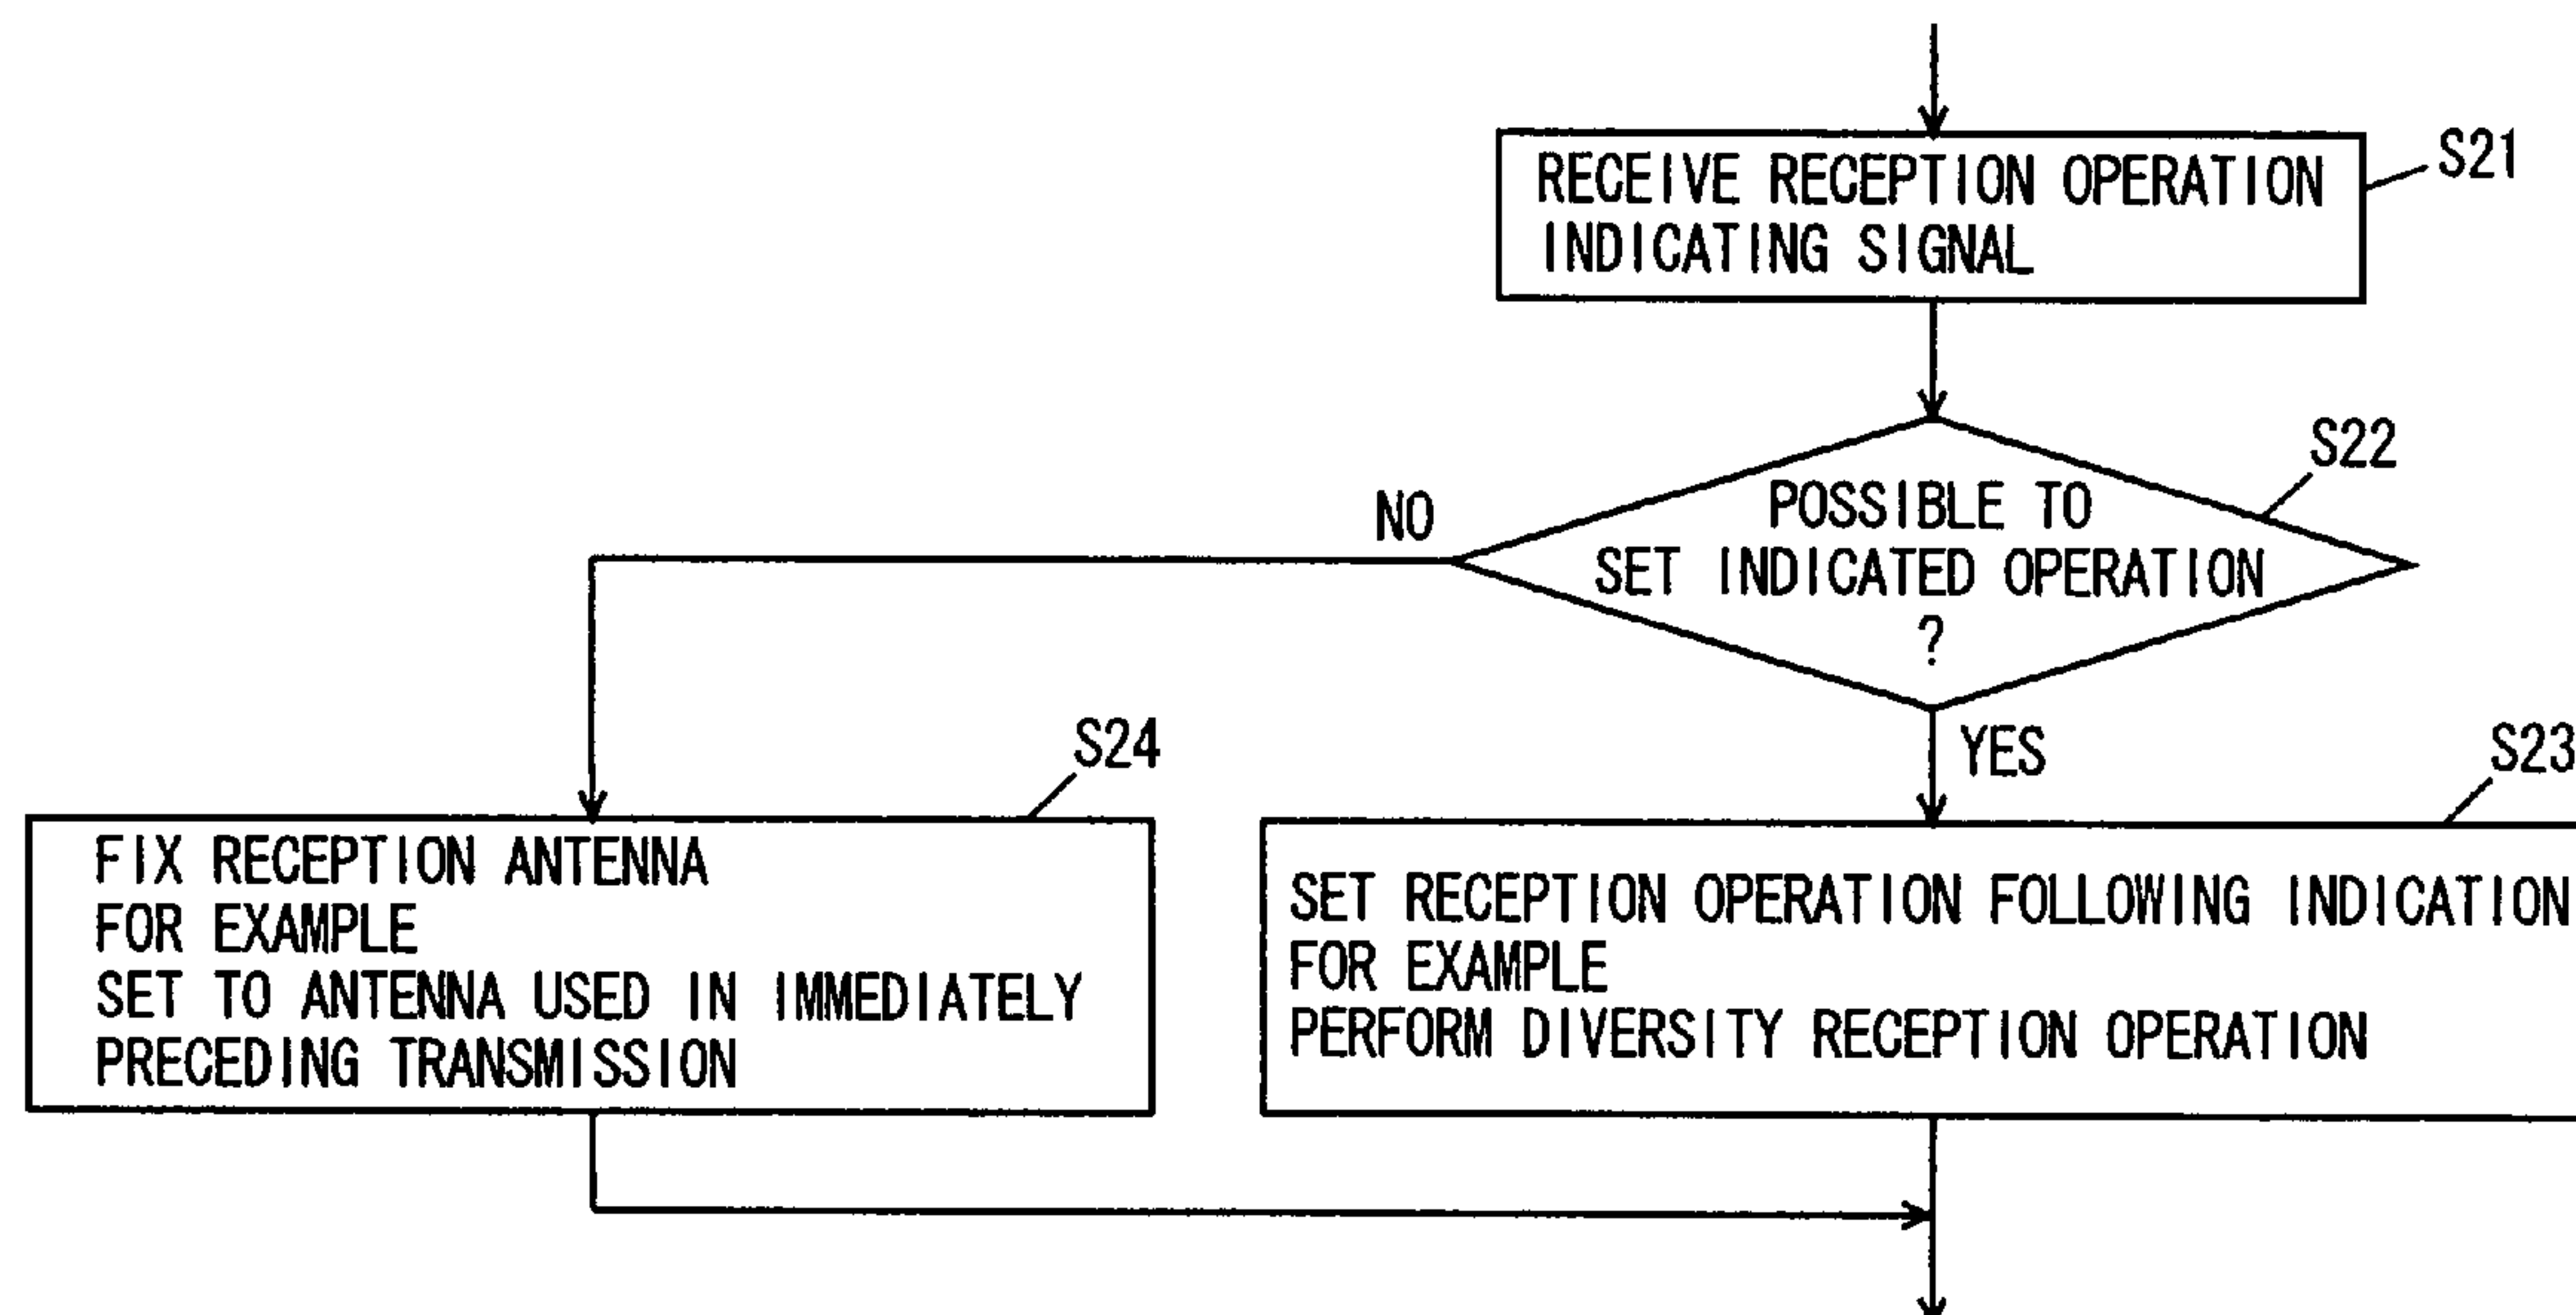 RECEIVE RECEPTION OPERATION
INDICATING SIGNAL
S21
S22
POSSIBLE TO
SET INDICATED OPERATION
?
NO
YES
S24
FIX RECEPTION ANTENNA
FOR EXAMPLE
SET TO ANTENNA USED IN IMMEDIATELY
PRECEDING TRANSMISSION
S23
SET RECEPTION OPERATION FOLLOWING INDICATION
FOR EXAMPLE
PERFORM DIVERSITY RECEPTION OPERATION